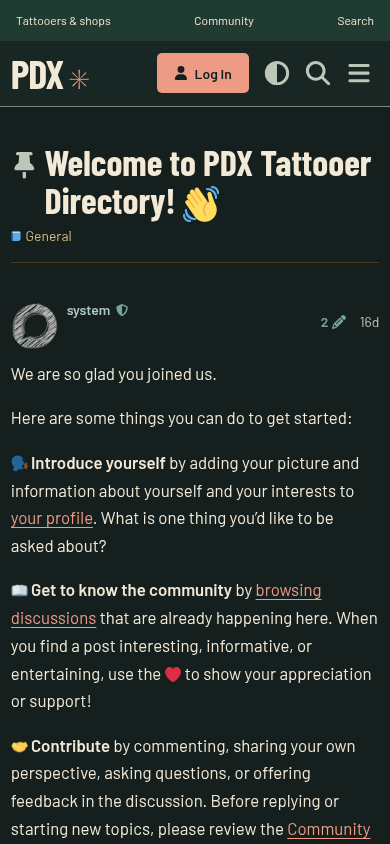 Tattooers & shops
Community
Search
PDX
Log In
Welcome to PDX Tattooer
Directory! 👋
General
system
2
16d
We are so glad you joined us.
Here are some things you can do to get started:
🗣 Introduce yourself by adding your picture and
information about yourself and your interests to
your profile. What is one thing you’d like to be
asked about?
📖 Get to know the community by browsing
discussions that are already happening here. When
you find a post interesting, informative, or
entertaining, use the ❤️ to show your appreciation
or support!
🤝 Contribute by commenting, sharing your own
perspective, asking questions, or offering
feedback in the discussion. Before replying or
starting new topics, please review the Community